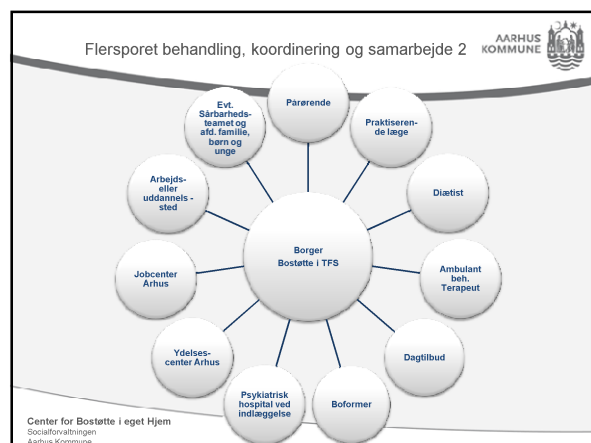 Flersporet behandling, koordinering og samarbejde 2
AARHUS
KOMMUNE
Pårørende
Praktiseren-
de læge
Diætist
Ambulant
beh.
Terapeut
Dagtilbud
Boformer
Psykiatrisk
hospital ved
indlæggelse
Ydelses-
center Århus
Jobcenter
Århus
Arbejds-
eller
uddannels -
sted
Evt.
Sårbarheds-
teamet og
afd. familie,
børn og
unge
Borger
Bostøtte i TFS
Center for Bostøtte i eget Hjem
Socialforvaltningen
Aarhus Kommune